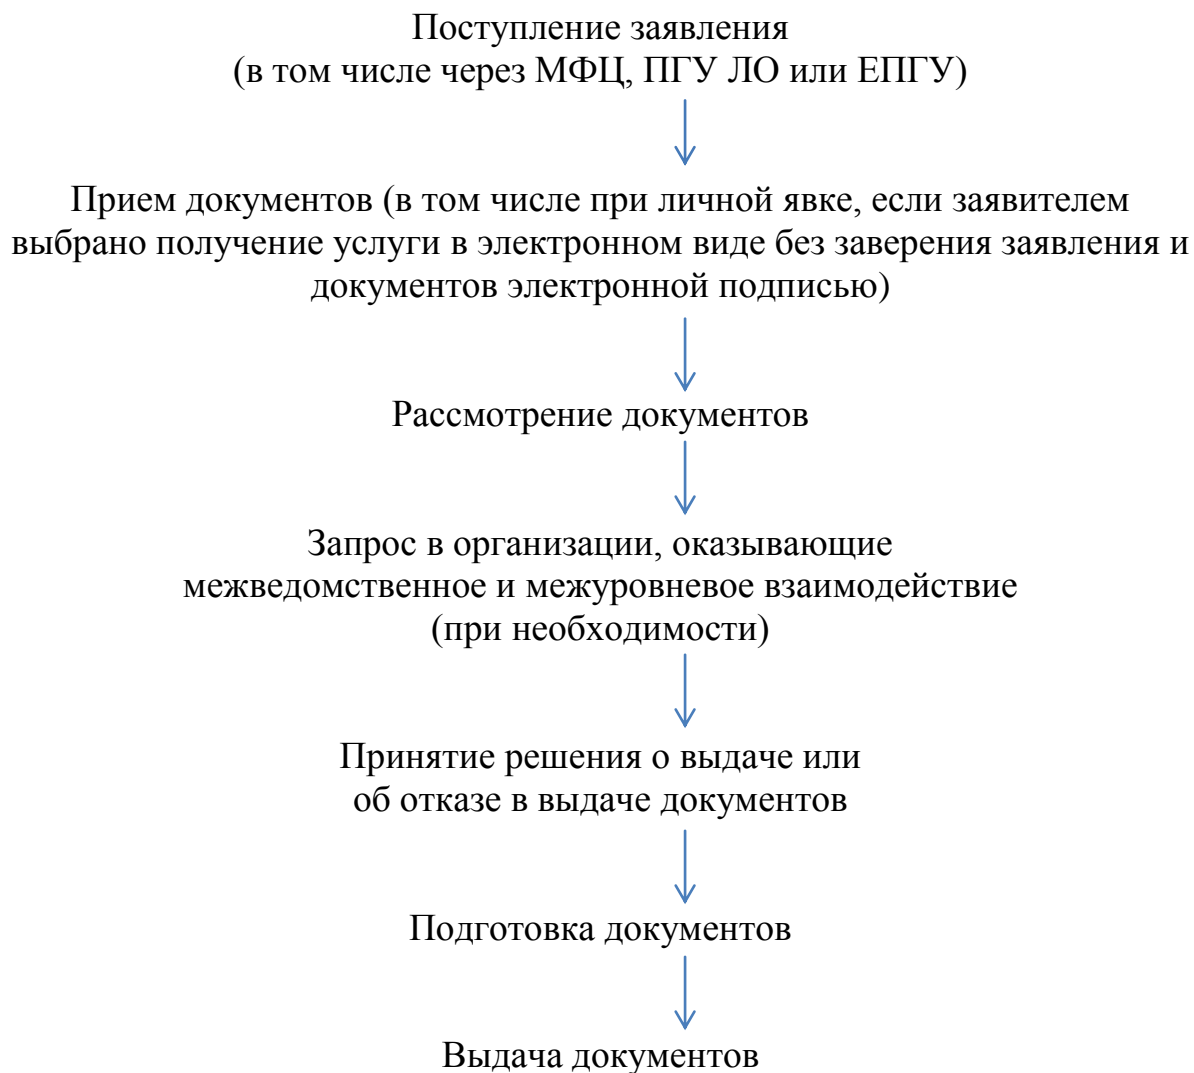 Поступление заявления
(в том числе через МФЦ, ПГУ ЛО или ЕПГУ)
Прием документов (в том числе при личной явке, если заявителем
выбрано получение услуги в электронном виде без заверения заявления и
документов электронной подписью)
Рассмотрение документов
Запрос в организации, оказывающие
межведомственное и межуровневое взаимодействие
(при необходимости)
Принятие решения о выдаче или
об отказе в выдаче документов
Подготовка документов
Выдача документов